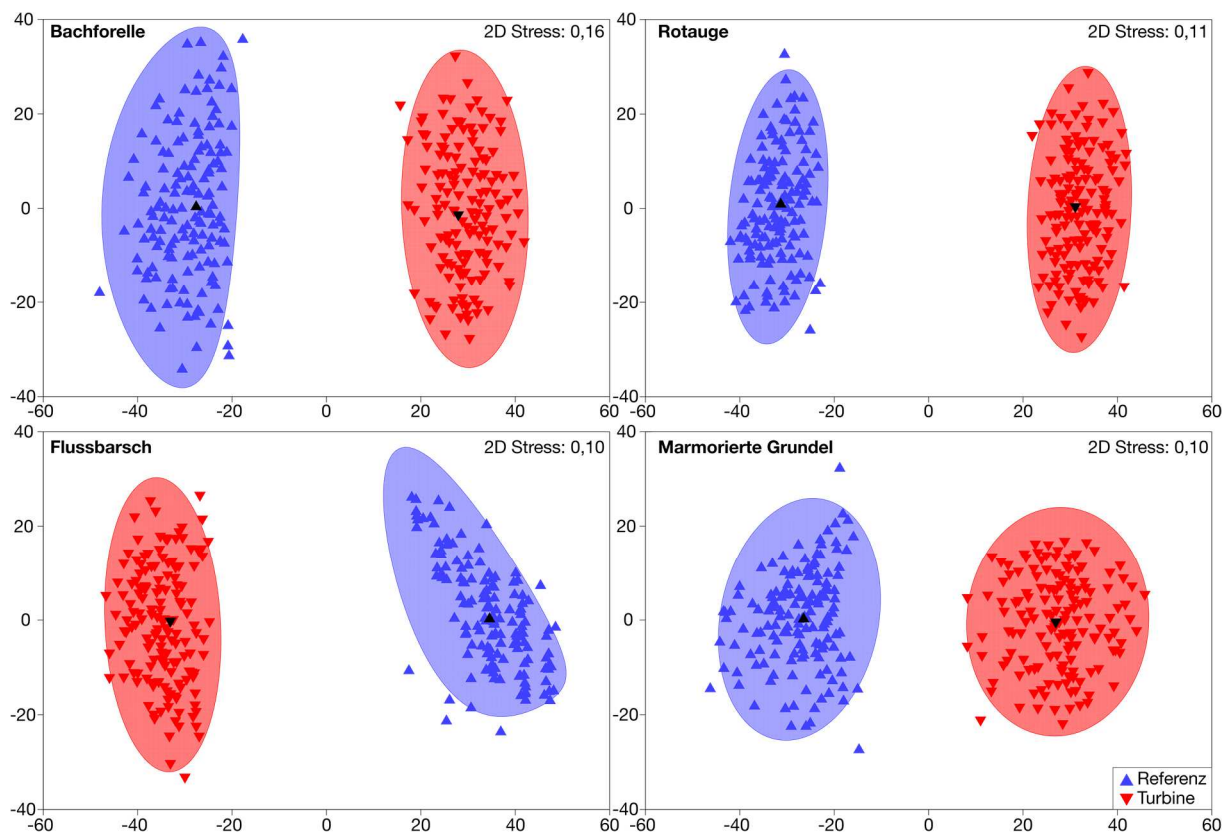 Bachforelle 2D Stress: 0,16
40
20
0
-20
-40
-60 -40 -20 0 20 40 60
Rotauge 2D Stress: 0,11
40
20
0
-20
-40
-60 -40 -20 0 20 40 60
Flussbarsch 2D Stress: 0,10
40
20
0
-20
-40
-60 -40 -20 0 20 40 60
Marmorierte Grundel 2D Stress: 0,10
40
20
0
-20
-40
-60 -40 -20 0 20 40 60
Referenz
Turbine